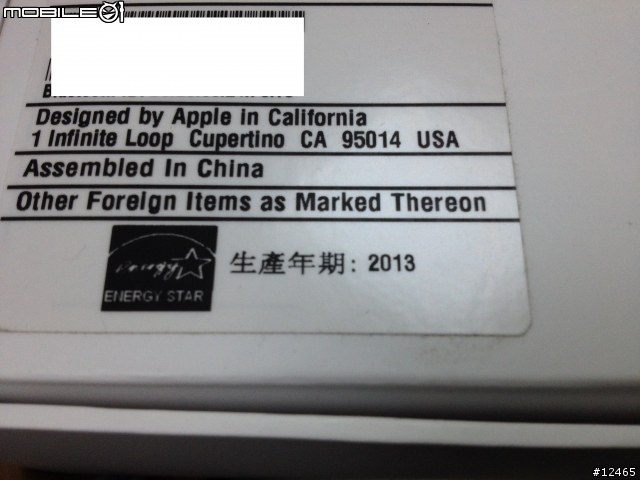 MOBILE01
Designed by Apple in California
1 Infinite Loop Cupertino CA 95014 USA
Assembled In China
Other Foreign Items as Marked Thereon
energy
ENERGY STAR
生產年期: 2013
#12465